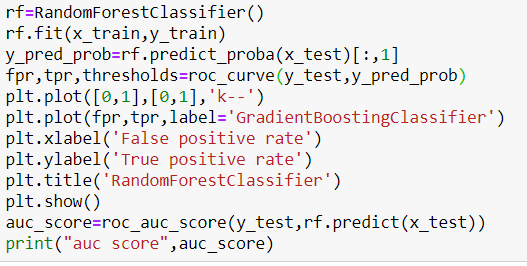 rf=RandomForestClassifier()
rf.fit(x_train,y_train)
y_pred_prob=rf.predict_proba(x_test)[:,1]
fpr,tpr,thresholds=roc_curve(y_test,y_pred_prob)
plt.plot([0,1],[0,1],'k--')
plt.plot(fpr,tpr,label='GradientBoostingClassifier')
plt.xlabel('False positive rate')
plt.ylabel('True positive rate')
plt.title('RandomForestClassifier')
plt.show()
auc_score=roc_auc_score(y_test,rf.predict(x_test))
print("auc score",auc_score)